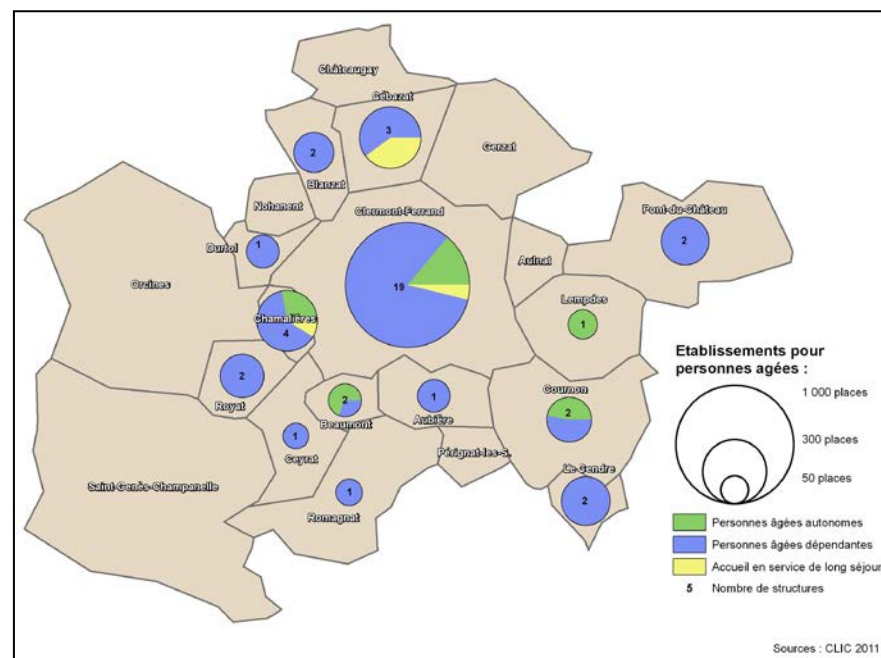 Châteaugay
Cébazat
3
Gerzat
2
Blanzat
Nohanent
Clermont-Ferrand
Pont-du-Château
2
Durtol
1
Aulnat
Orcines
19
Lempdes
1
Chamalières
4
Etablissements pour
personnes agées :
1 000 places
300 places
50 places
2
Royat
2
Beaumont
1
Aubière
Cournon
2
1
Ceyrat
Pérignat-les-S.
Le Cendre
2
Saint-Genès-Champanelle
1
Romagnat
Personnes âgées autonomes
Personnes âgées dépendantes
Accueil en service de long séjour
5 Nombre de structures
Sources : CLIC 2011